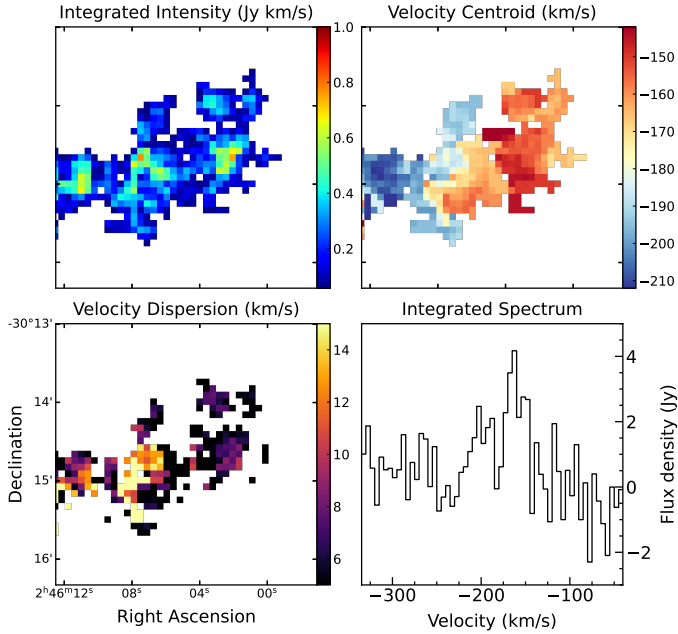 Integrated Intensity (Jy km/s)
Velocity Centroid (km/s)
1.0
0.8
0.6
0.4
0.2
−150
−160
−170
−180
−190
−200
−210
Velocity Dispersion (km/s)
Integrated Spectrum
-30°13'
14'
15'
16'
Declination
2ʰ46ᵐ12ˢ
08ˢ
04ˢ
00ˢ
Right Ascension
14
12
10
8
6
4
2
0
−2
Flux density (Jy)
−300
−200
−100
Velocity (km/s)